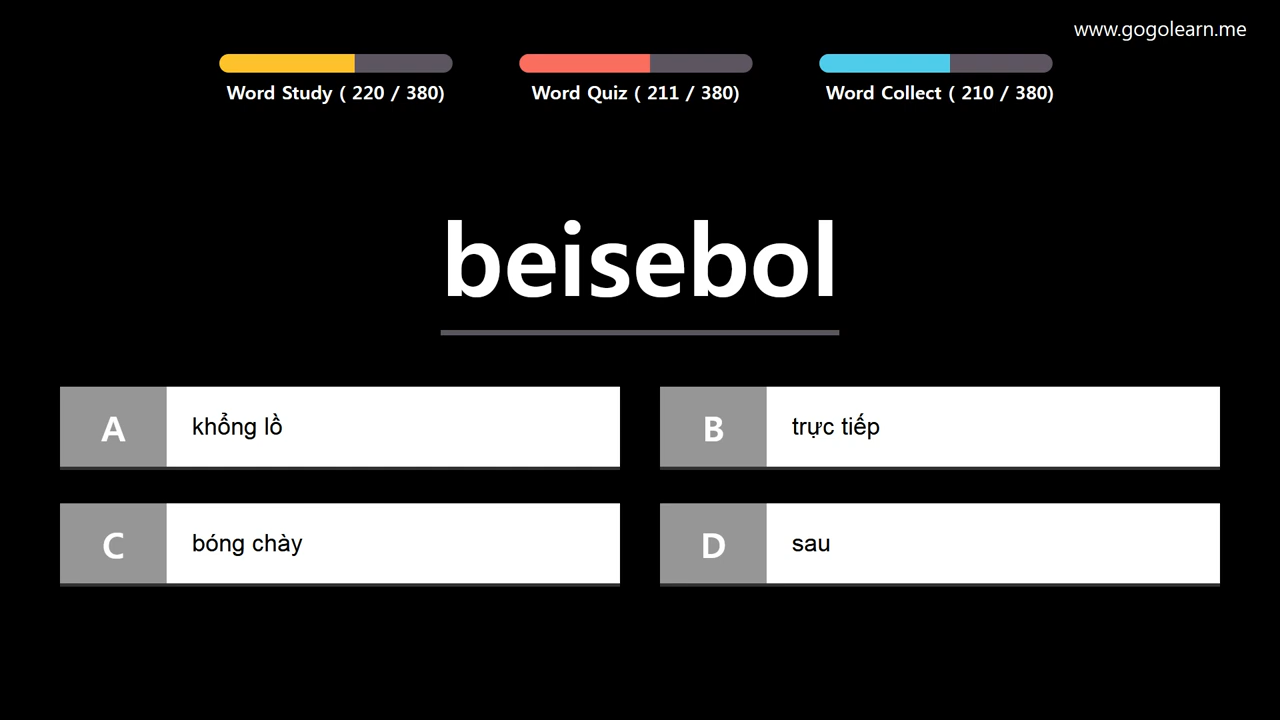 www.gogolearn.me
Word Study ( 220 / 380)
Word Quiz ( 211 / 380)
Word Collect ( 210 / 380)
beisebol
A
khổng lồ
B
trực tiếp
C
bóng chày
D
sau